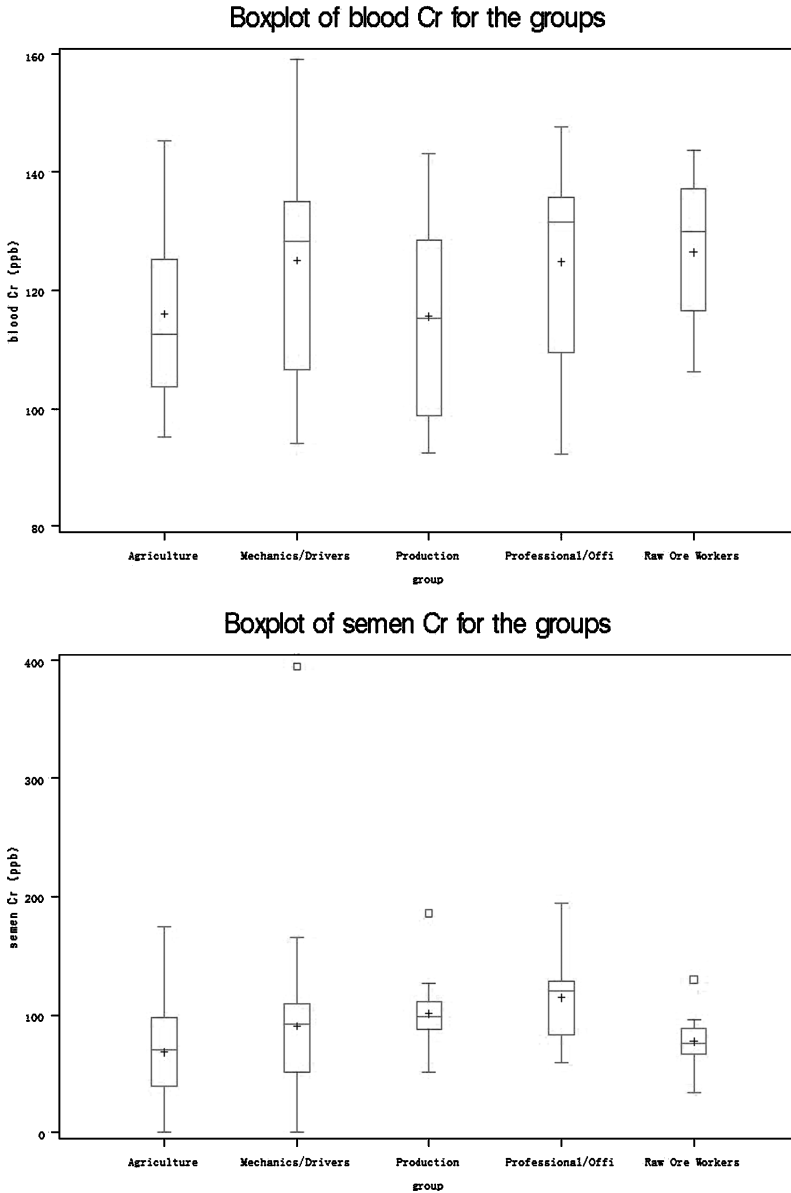 Boxplot of blood Cr for the groups
160
140
120
100
80
blood Cr (ppb)
Agriculture Mechanics/Drivers Production Professional/Offi Raw Ore Workers
group
Boxplot of semen Cr for the groups
400
300
200
100
0
semen Cr (ppb)
Agriculture Mechanics/Drivers Production Professional/Offi Raw Ore Workers
group